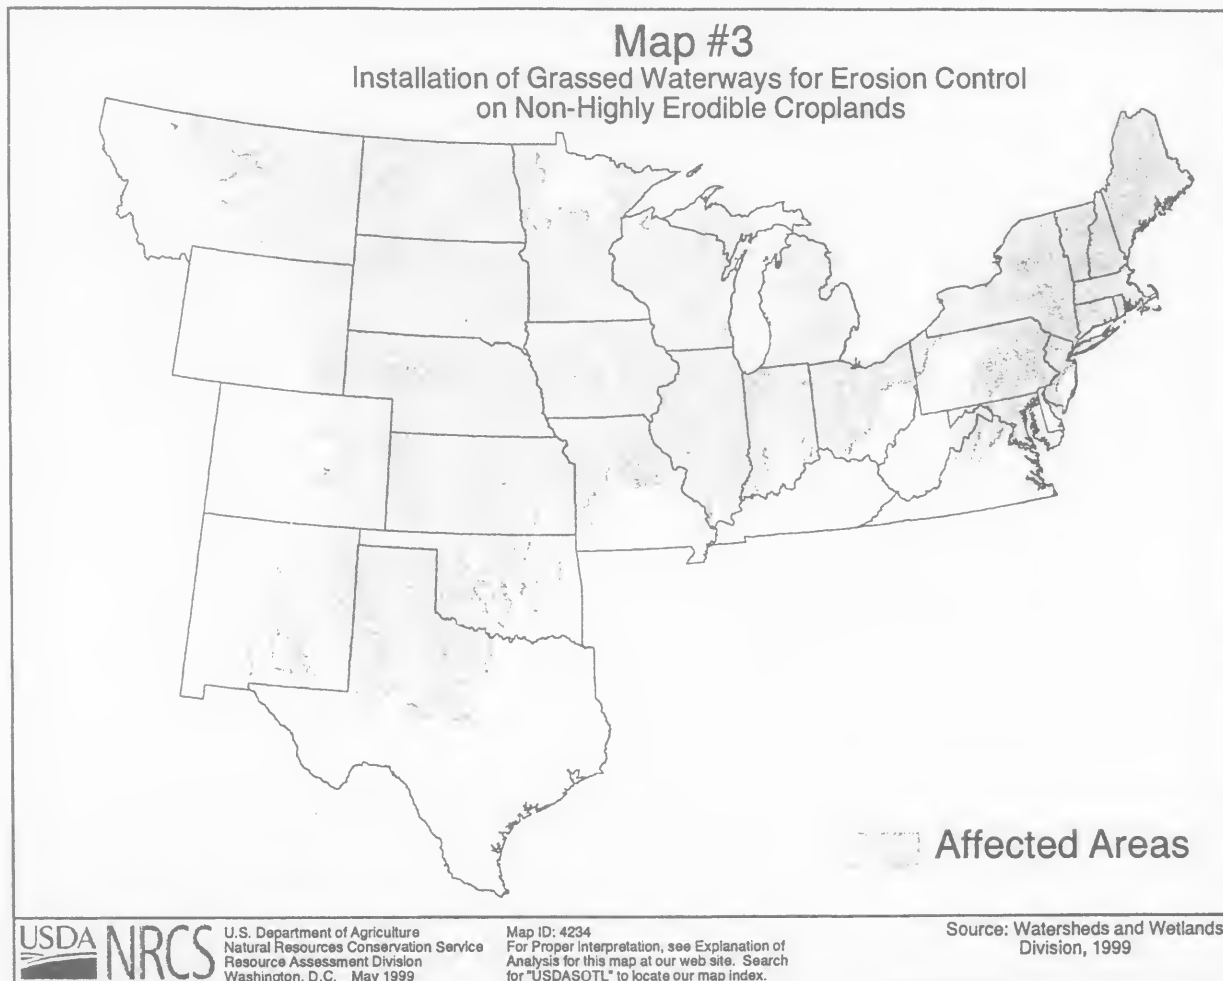 Map #3
Installation of Grassed Waterways for Erosion Control
on Non-Highly Erodible Croplands
Affected Areas
USDA
NRCS
U.S. Department of Agriculture
Natural Resources Conservation Service
Resource Assessment Division
Washington, D.C. May 1999
Map ID: 4234
For Proper Interpretation, see Explanation of
Analysis for this map at our web site. Search
for "USDASOTL" to locate our map index.
Source: Watersheds and Wetlands
Division, 1999